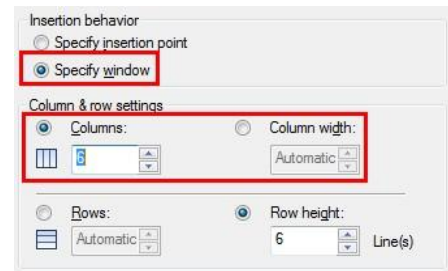 Insertion behavior
Specify insertion point
Specify window
Column & row settings
Columns: Column width:
6 Automatic
Rows: Row height:
Automatic 6 Line(s)